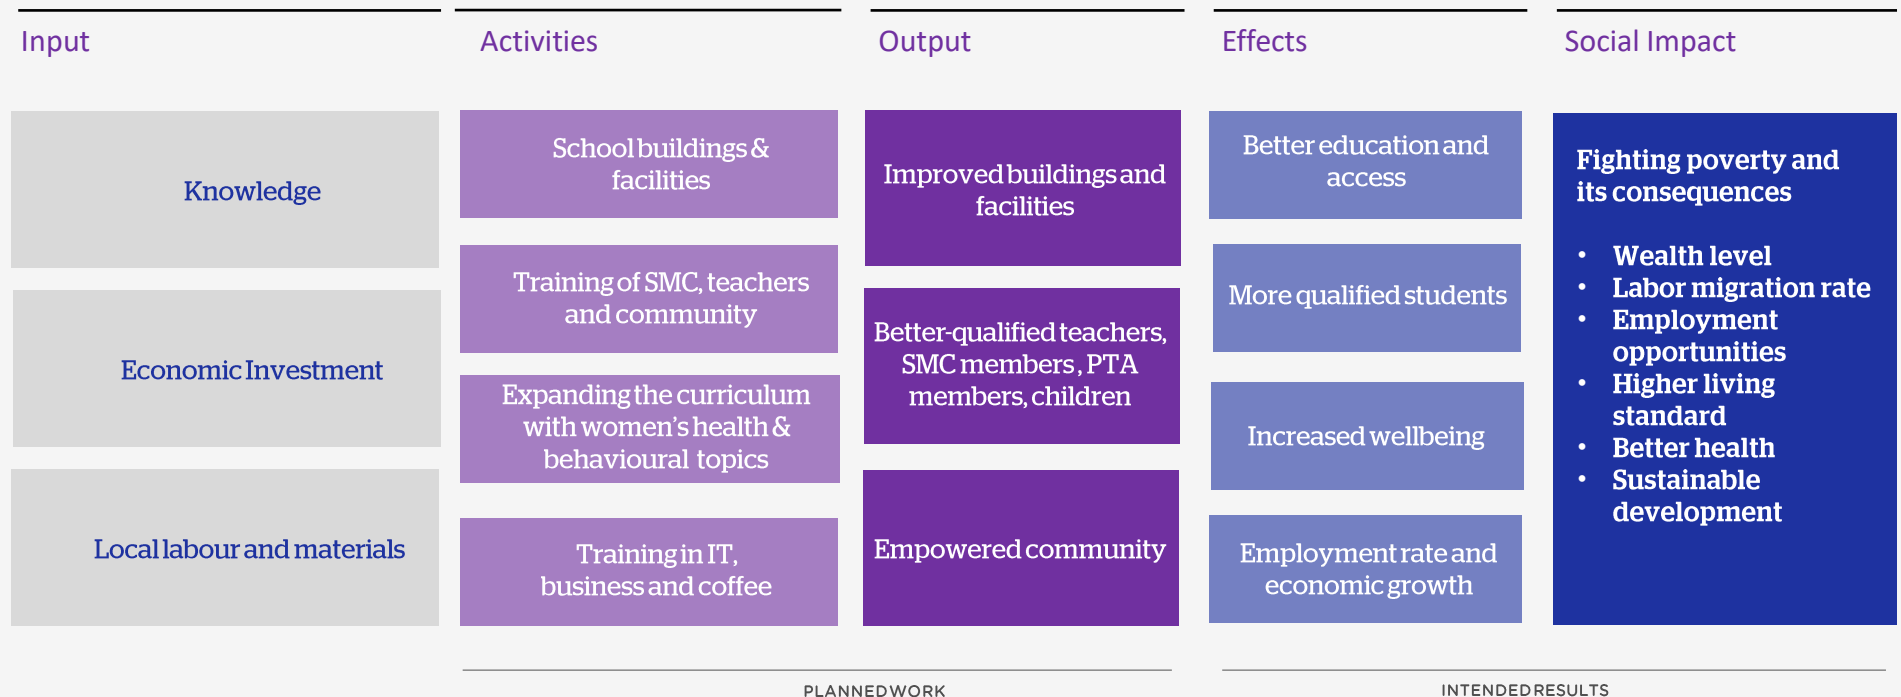 Input
Activities
Output
Effects
Social Impact
Knowledge
Economic Investment
Local labour and materials
School buildings &
facilities
Training of SMC, teachers
and community
Expanding the curriculum
with women’s health &
behavioural topics
Training in IT,
business and coffee
Improved buildings and
facilities
Better-qualified teachers,
SMC members , PTA
members, children
Empowered community
Better education and
access
More qualified students
Increased wellbeing
Employment rate and
economic growth
Fighting poverty and
its consequences
• Wealth level
• Labor migration rate
• Employment
opportunities
• Higher living
standard
• Better health
• Sustainable
development
PLANNED WORK
INTENDED RESULTS